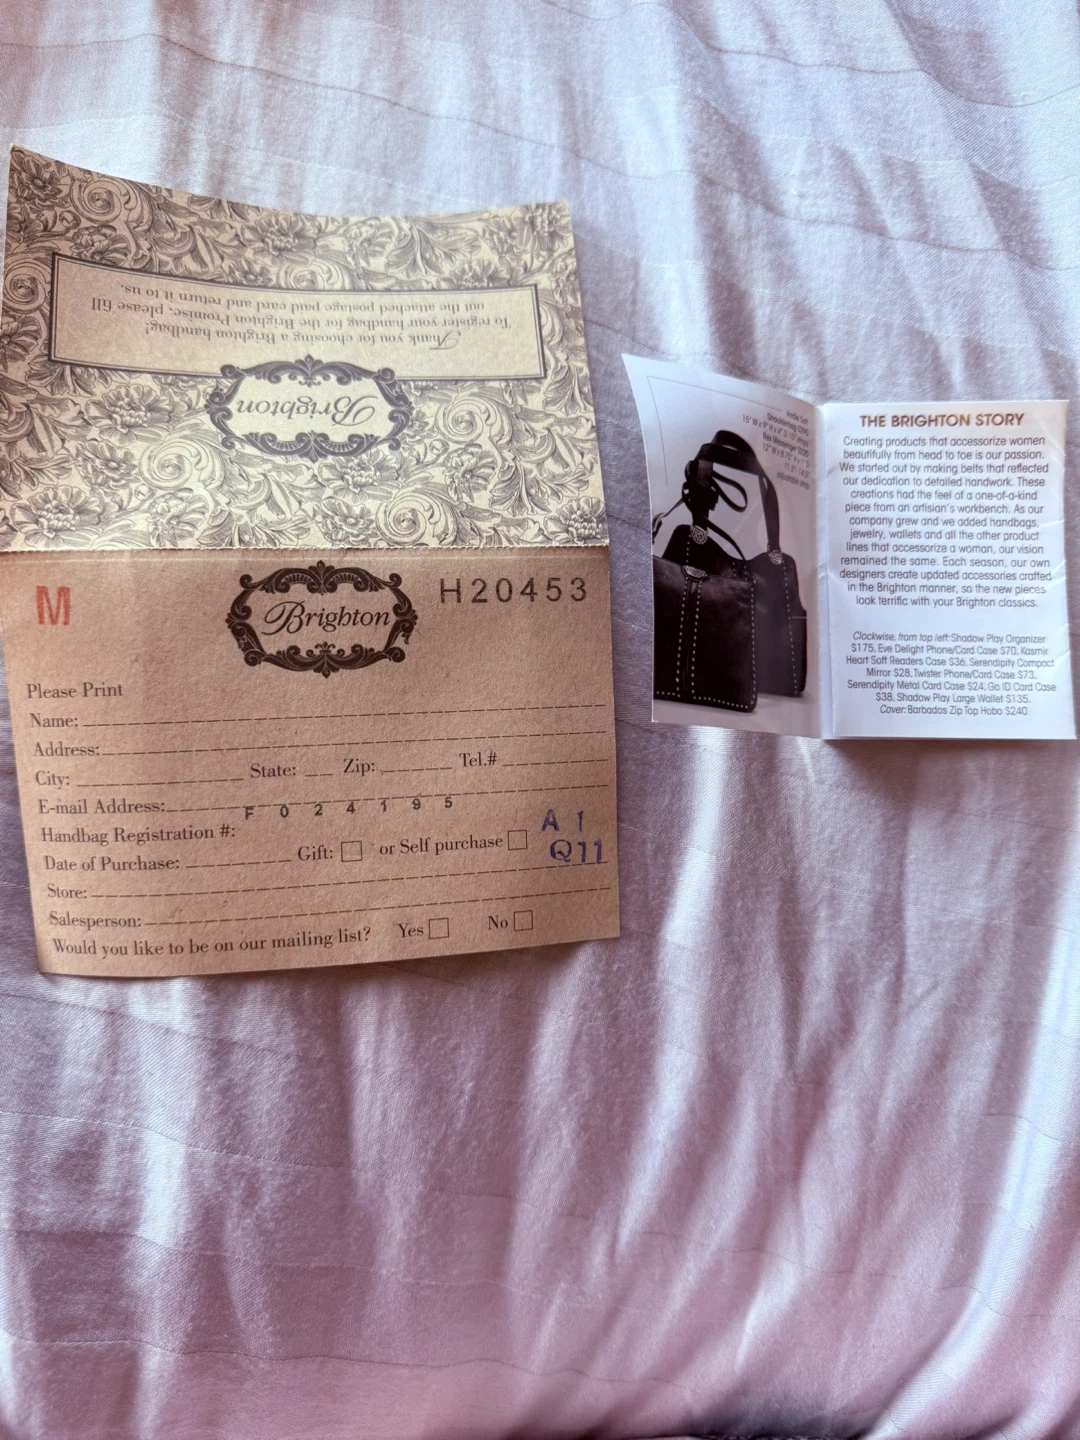 Thank you for choosing a Brighton handbag!
To register your handbag for the Brighton Promise, please fill
out the attached postage paid card and return it to us.
Brighton
M
Brighton
H20453
Please Print
Name:
Address:
City: State: Zip: Tel.#
E-mail Address:
F 0 2 4 1 9 5
Handbag Registration #:
A 1
Date of Purchase: Gift: or Self purchase
Q11
Store:
Salesperson:
Would you like to be on our mailing list? Yes No
Shoulderbag
15" W x 9" H x 4" D
Messenger
adjustable strap
THE BRIGHTON STORY
Creating products that accessorize women
beautifully from head to toe is our passion.
We started out by making belts that reflected
our dedication to detailed handwork. These
creations had the feel of a one-of-a-kind
piece from an artisian's workbench. As our
company grew and we added handbags,
jewelry, wallets and all the other product
lines that accessorize a woman, our vision
remained the same. Each season, our own
designers create updated accessories crafted
in the Brighton manner, so the new pieces
look terrific with your Brighton classics.
Clockwise, from top left: Shadow Play Organizer
$175, Eve Delight Phone/Card Case $70, Kasmir
Heart Soft Readers Case $36, Serendipity Compact
Mirror $28, Twister Phone/Card Case $73,
Serendipity Metal Card Case $24, Go ID Card Case
$38, Shadow Play Large Wallet $135.
Cover: Barbados Zip Top Hobo $240